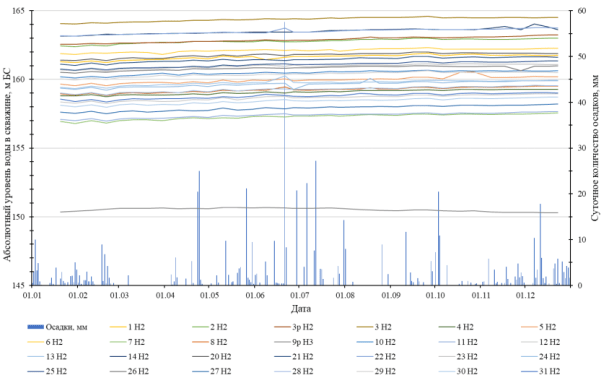 Абсолютный уровень воды в скважине, м БС
165
160
155
150
145
60
50
40
30
20
10
0
Суточное количество осадков, мм
01.01 01.02 01.03 01.04 01.05 01.06 01.07 01.08 01.09 01.10 01.11 01.12
Дата
Осадки, мм 1 Н2 2 Н2 3р Н2 3 Н2 4 Н2 5 Н2
6 Н2 7 Н2 8 Н2 9р Н3 10 Н2 11 Н2 12 Н2
13 Н2 14 Н2 20 Н2 21 Н2 22 Н2 23 Н2 24 Н2
25 Н2 26 Н2 27 Н2 28 Н2 29 Н2 30 Н2 31 Н2